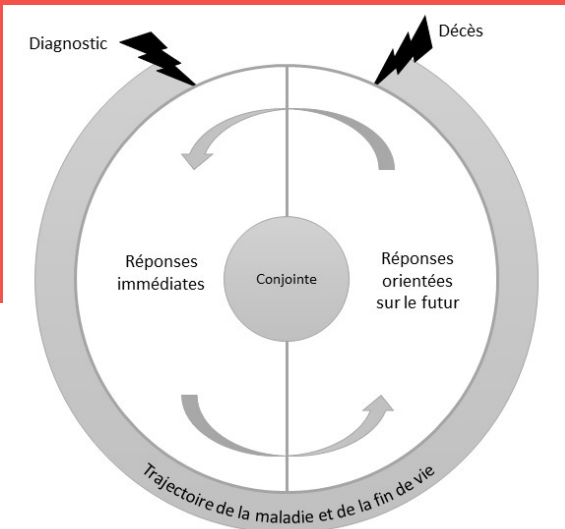 Diagnostic
Décès
Réponses
immédiates
Conjointe
Réponses
orientées
sur le futur
Trajectoire de la maladie et de la fin de vie